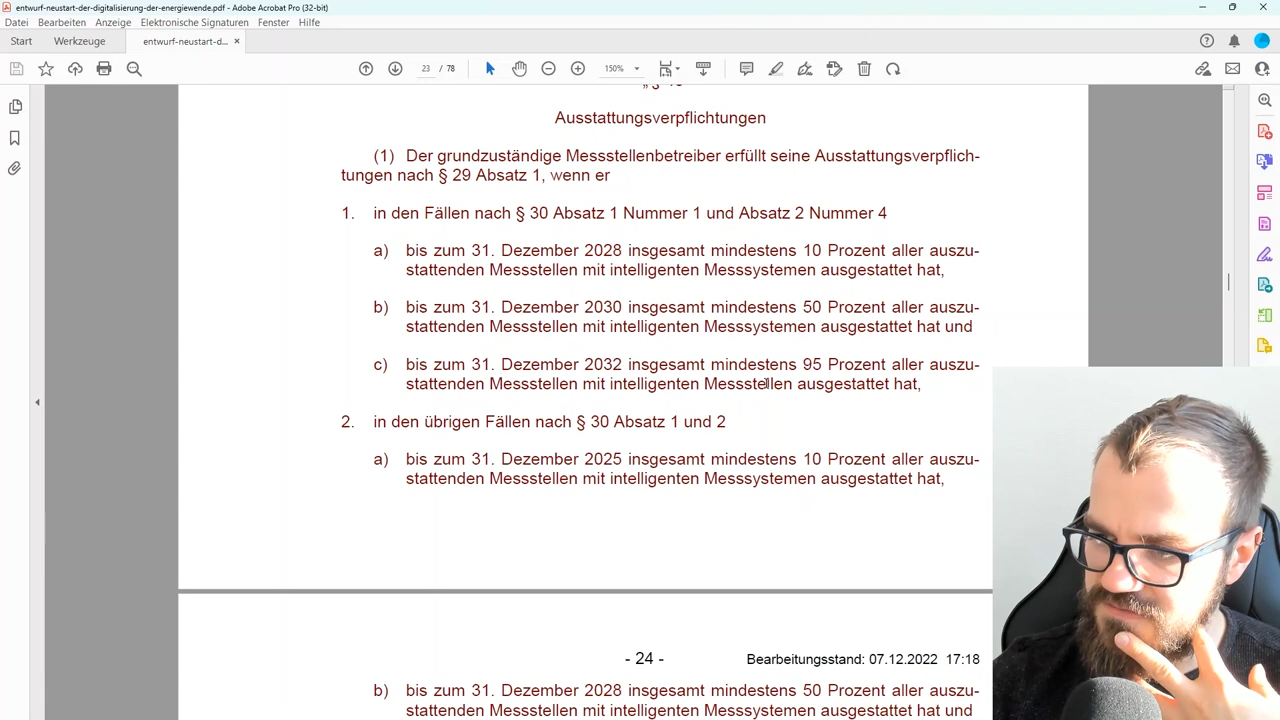 entwurf-neustart-der-digitalisierung-der-energiewende.pdf - Adobe Acrobat Pro (32-bit)
Datei Bearbeiten Anzeige Elektronische Signaturen Fenster Hilfe
Start Werkzeuge entwurf-neustart-d... ×
23 / 78 150%
Ausstattungsverpflichtungen
(1) Der grundzuständige Messstellenbetreiber erfüllt seine Ausstattungsverpflich-
tungen nach § 29 Absatz 1, wenn er
1. in den Fällen nach § 30 Absatz 1 Nummer 1 und Absatz 2 Nummer 4
a) bis zum 31. Dezember 2028 insgesamt mindestens 10 Prozent aller auszu-
stattenden Messstellen mit intelligenten Messsystemen ausgestattet hat,
b) bis zum 31. Dezember 2030 insgesamt mindestens 50 Prozent aller auszu-
stattenden Messstellen mit intelligenten Messsystemen ausgestattet hat und
c) bis zum 31. Dezember 2032 insgesamt mindestens 95 Prozent aller auszu-
stattenden Messstellen mit intelligenten Messstellen ausgestattet hat,
2. in den übrigen Fällen nach § 30 Absatz 1 und 2
a) bis zum 31. Dezember 2025 insgesamt mindestens 10 Prozent aller auszu-
stattenden Messstellen mit intelligenten Messsystemen ausgestattet hat,
- 24 - Bearbeitungsstand: 07.12.2022 17:18
b) bis zum 31. Dezember 2028 insgesamt mindestens 50 Prozent aller auszu-
stattenden Messstellen mit intelligenten Messsystemen ausgestattet hat und